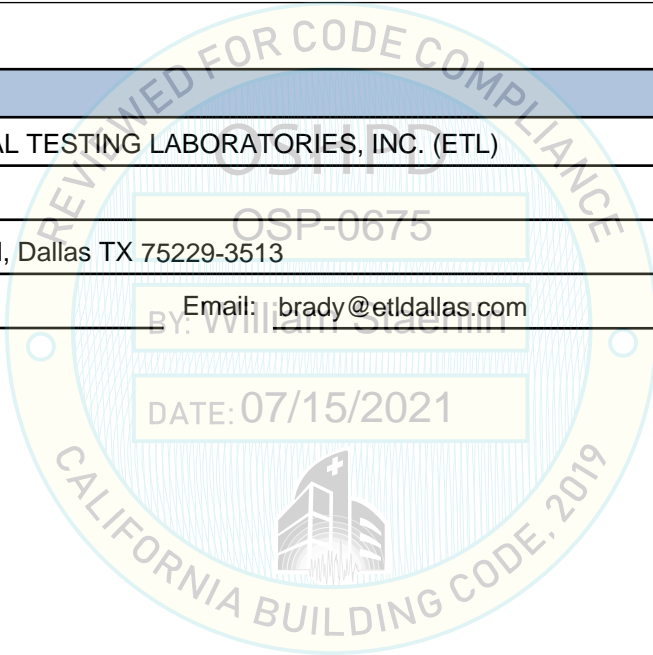 REVIEWED FOR CODE COMPLIANCE
AL TESTING LABORATORIES, INC. (ETL)
OSHPD
OSP-0675
, Dallas TX 75229-3513
Email: brady@etldallas.com
BY: William Staehlin
DATE: 07/15/2021
CALIFORNIA BUILDING CODE, 2019